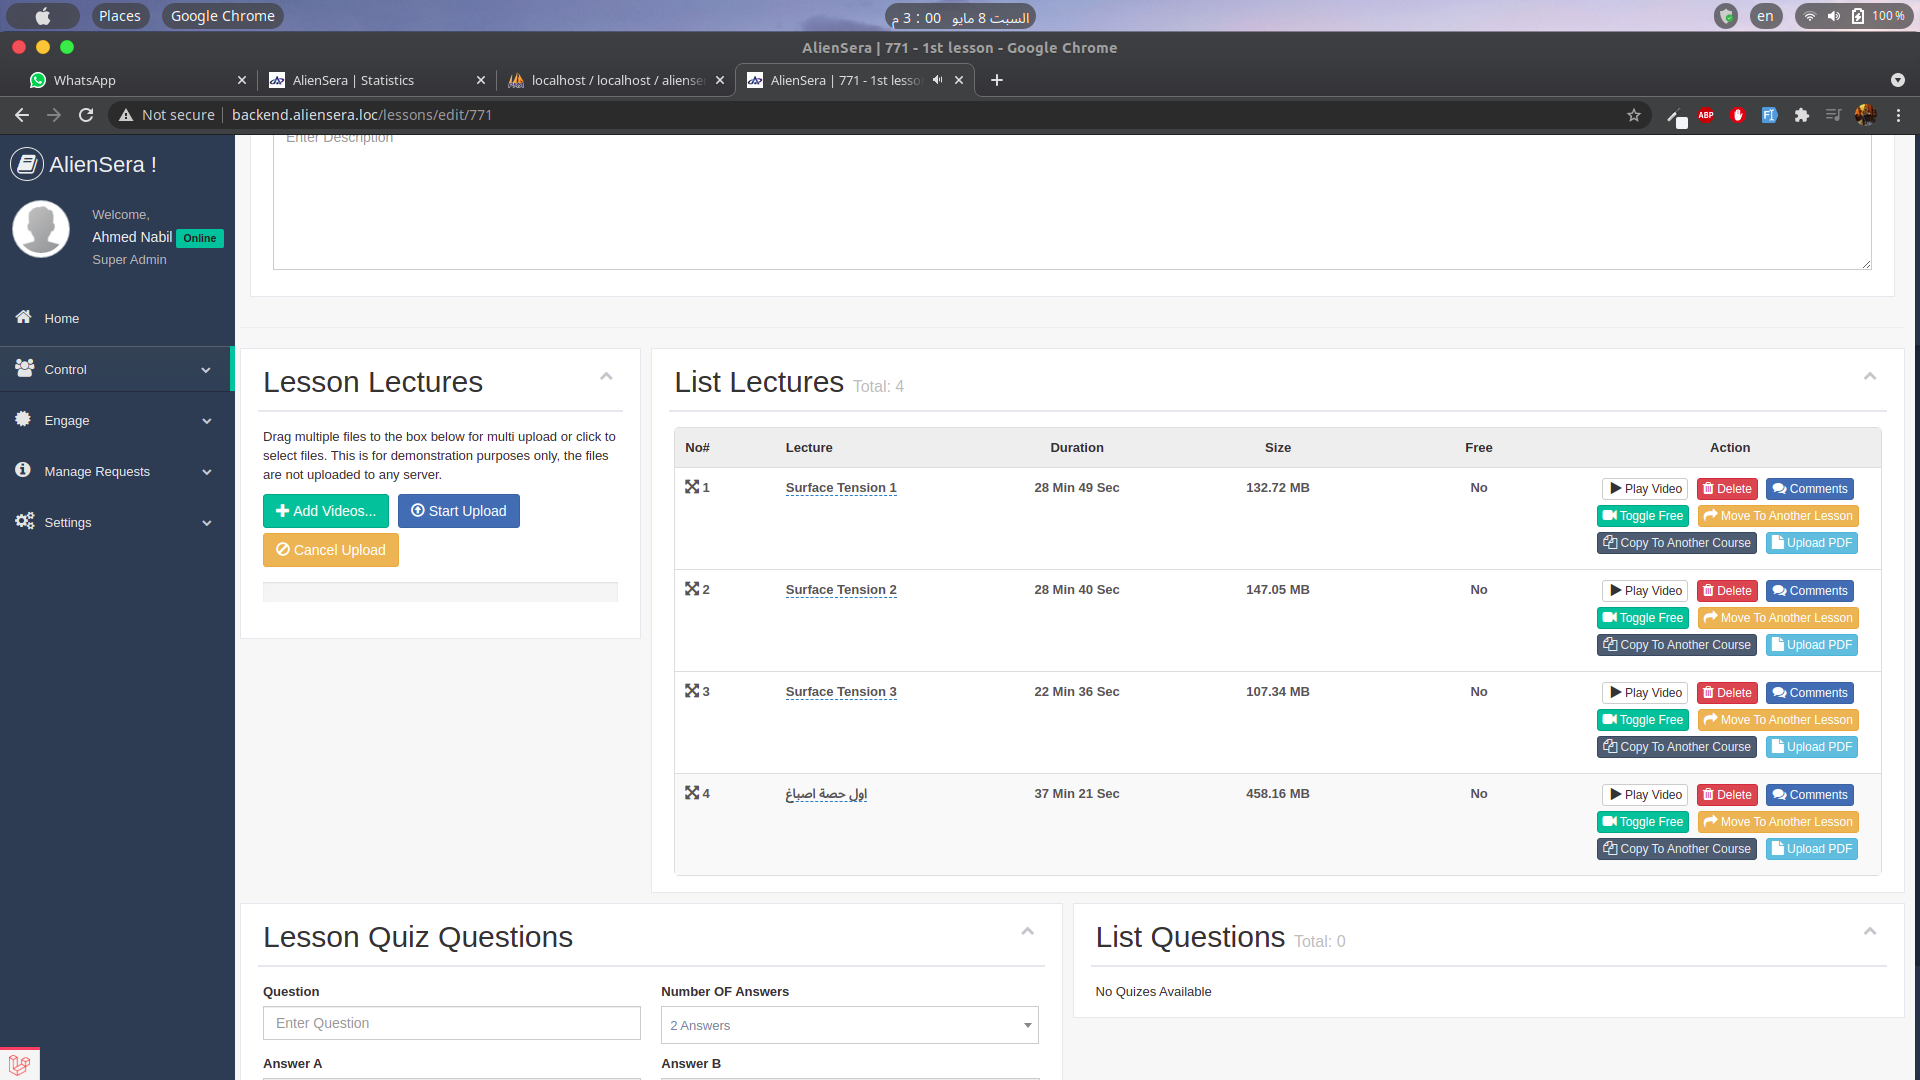 Places
Google Chrome
السبت 8 مايو   00 : 3 م
en
100 %
AlienSera | 771 - 1st lesson - Google Chrome
WhatsApp
AlienSera | Statistics
localhost / localhost / alienser
AlienSera | 771 - 1st lesso
Not secure
backend.aliensera.loc/lessons/edit/771
ABP
AlienSera !
Welcome,
Ahmed Nabil Online
Super Admin
Home
Control
Engage
Manage Requests
Settings
Enter Description
Lesson Lectures
Drag multiple files to the box below for multi upload or click to
select files. This is for demonstration purposes only, the files
are not uploaded to any server.
Add Videos... Start Upload
Cancel Upload
List Lectures Total: 4
No# Lecture Duration Size Free Action
1 Surface Tension 1 28 Min 49 Sec 132.72 MB No Play Video Delete Comments
Toggle Free Move To Another Lesson
Copy To Another Course Upload PDF
2 Surface Tension 2 28 Min 40 Sec 147.05 MB No Play Video Delete Comments
Toggle Free Move To Another Lesson
Copy To Another Course Upload PDF
3 Surface Tension 3 22 Min 36 Sec 107.34 MB No Play Video Delete Comments
Toggle Free Move To Another Lesson
Copy To Another Course Upload PDF
4 اول حصة اصباغ 37 Min 21 Sec 458.16 MB No Play Video Delete Comments
Toggle Free Move To Another Lesson
Copy To Another Course Upload PDF
Lesson Quiz Questions
Question Number OF Answers
Enter Question 2 Answers
Answer A Answer B
List Questions Total: 0
No Quizes Available